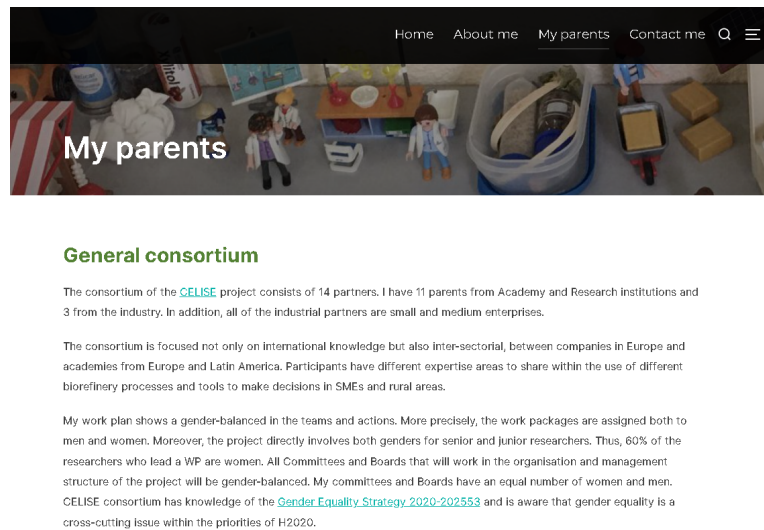 Home About me My parents Contact me
My parents
General consortium
The consortium of the CELISE project consists of 14 partners. I have 11 parents from Academy and Research institutions and
3 from the industry. In addition, all of the industrial partners are small and medium enterprises.
The consortium is focused not only on international knowledge but also inter-sectorial, between companies in Europe and
academies from Europe and Latin America. Participants have different expertise areas to share within the use of different
biorefinery processes and tools to make decisions in SMEs and rural areas.
My work plan shows a gender-balanced in the teams and actions. More precisely, the work packages are assigned both to
men and women. Moreover, the project directly involves both genders for senior and junior researchers. Thus, 60% of the
researchers who lead a WP are women. All Committees and Boards that will work in the organisation and management
structure of the project will be gender-balanced. My committees and Boards have an equal number of women and men.
CELISE consortium has knowledge of the Gender Equality Strategy 2020-202553 and is aware that gender equality is a
cross-cutting issue within the priorities of H2020.